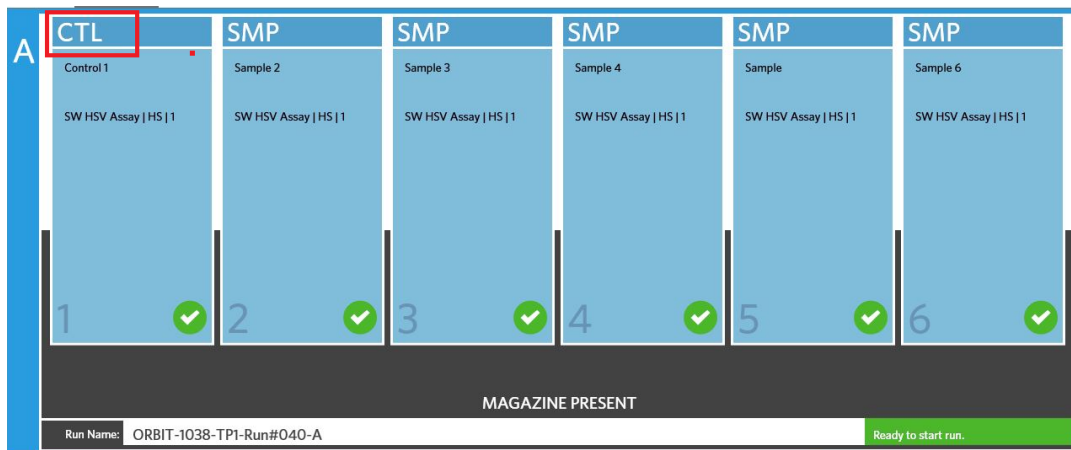 A
CTL SMP SMP SMP SMP SMP
Control 1 Sample 2 Sample 3 Sample 4 Sample Sample 6
SW HSV Assay | HS | 1 SW HSV Assay | HS | 1 SW HSV Assay | HS | 1 SW HSV Assay | HS | 1 SW HSV Assay | HS | 1 SW HSV Assay | HS | 1
1 2 3 4 5 6
MAGAZINE PRESENT
Run Name: ORBIT-1038-TP1-Run#040-A Ready to start run.